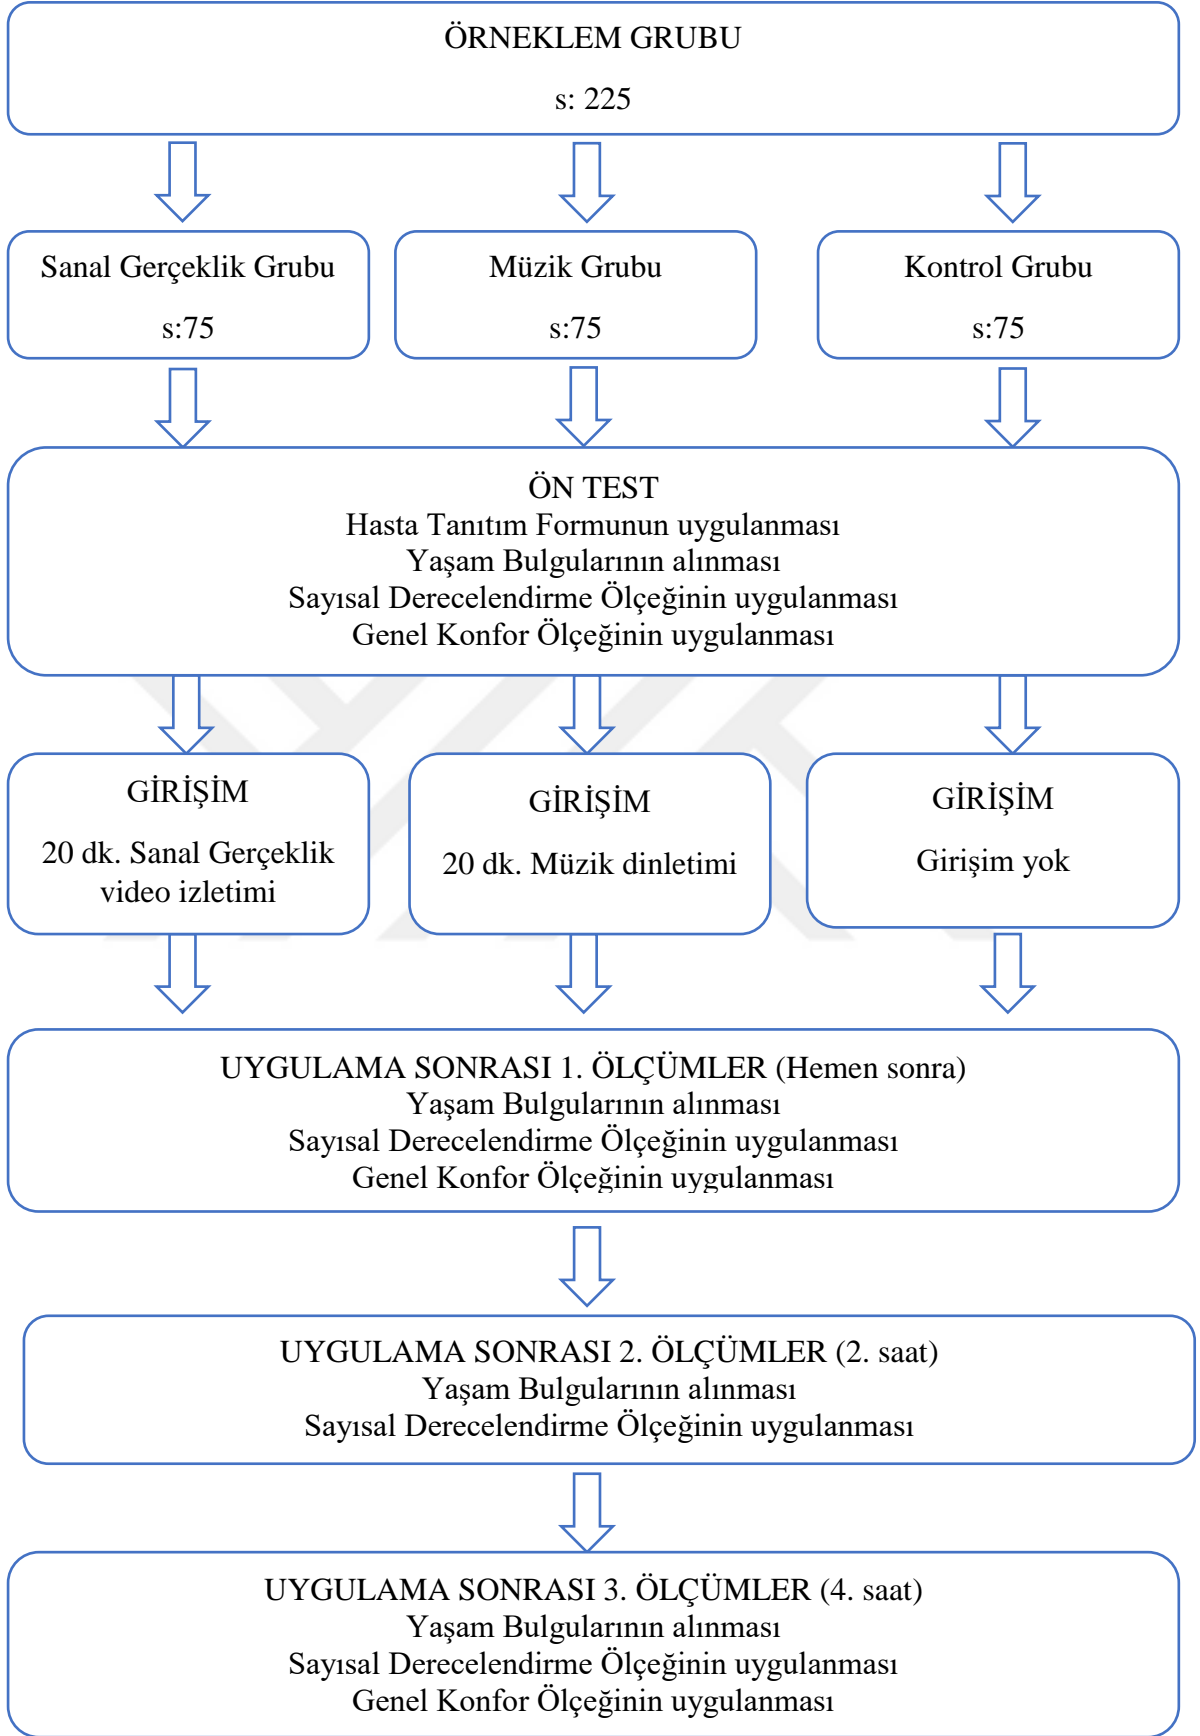 ÖRNEKLEM GRUBU
s: 225
Sanal Gerçeklik Grubu
s:75
Müzik Grubu
s:75
Kontrol Grubu
s:75
ÖN TEST
Hasta Tanıtım Formunun uygulanması
Yaşam Bulgularının alınması
Sayısal Derecelendirme Ölçeğinin uygulanması
Genel Konfor Ölçeğinin uygulanması
GİRİŞİM
20 dk. Sanal Gerçeklik
video izletimi
GİRİŞİM
20 dk. Müzik dinletimi
GİRİŞİM
Girişim yok
UYGULAMA SONRASI 1. ÖLÇÜMLER (Hemen sonra)
Yaşam Bulgularının alınması
Sayısal Derecelendirme Ölçeğinin uygulanması
Genel Konfor Ölçeğinin uygulanması
UYGULAMA SONRASI 2. ÖLÇÜMLER (2. saat)
Yaşam Bulgularının alınması
Sayısal Derecelendirme Ölçeğinin uygulanması
UYGULAMA SONRASI 3. ÖLÇÜMLER (4. saat)
Yaşam Bulgularının alınması
Sayısal Derecelendirme Ölçeğinin uygulanması
Genel Konfor Ölçeğinin uygulanması